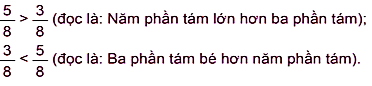 5/8 > 3/8 (đọc là: Năm phần tám lớn hơn ba phần tám);
3/8 < 5/8 (đọc là: Ba phần tám bé hơn năm phần tám).